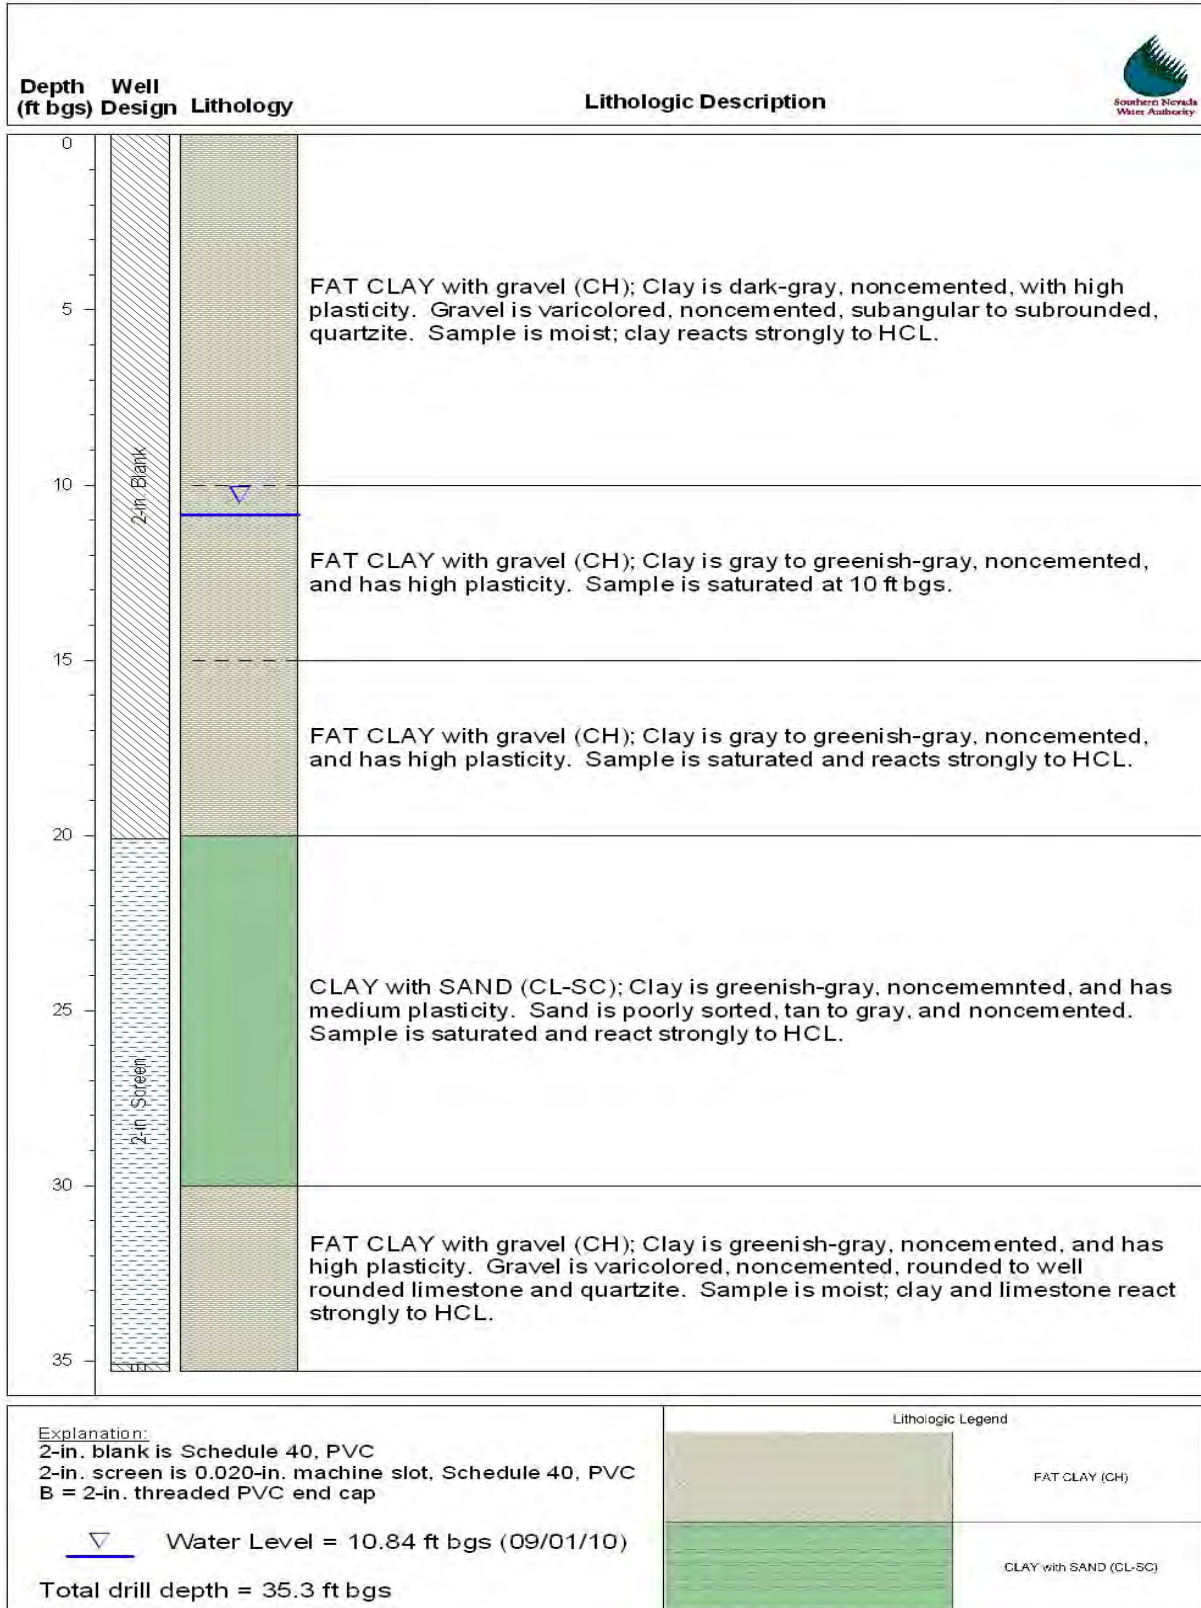 Depth
(ft bgs)
Well
Design
Lithology
Lithologic Description
Southern Nevada
Water Authority
0
FAT CLAY with gravel (CH); Clay is dark-gray, noncemented, with high
plasticity. Gravel is varicolored, noncemented, subangular to subrounded,
quartzite. Sample is moist; clay reacts strongly to HCL.
5
2-in. Blank
10
FAT CLAY with gravel (CH); Clay is gray to greenish-gray, noncemented,
and has high plasticity. Sample is saturated at 10 ft bgs.
15
FAT CLAY with gravel (CH); Clay is gray to greenish-gray, noncemented,
and has high plasticity. Sample is saturated and reacts strongly to HCL.
20
CLAY with SAND (CL-SC); Clay is greenish-gray, noncememnted, and has
medium plasticity. Sand is poorly sorted, tan to gray, and noncemented.
Sample is saturated and react strongly to HCL.
25
2-in. Screen
30
FAT CLAY with gravel (CH); Clay is greenish-gray, noncemented, and has
high plasticity. Gravel is varicolored, noncemented, rounded to well
rounded limestone and quartzite. Sample is moist; clay and limestone react
strongly to HCL.
35
B
Explanation:
2-in. blank is Schedule 40, PVC
2-in. screen is 0.020-in. machine slot, Schedule 40, PVC
B = 2-in. threaded PVC end cap
Water Level = 10.84 ft bgs (09/01/10)
Total drill depth = 35.3 ft bgs
Lithologic Legend
FAT CLAY (CH)
CLAY with SAND (CL-SC)